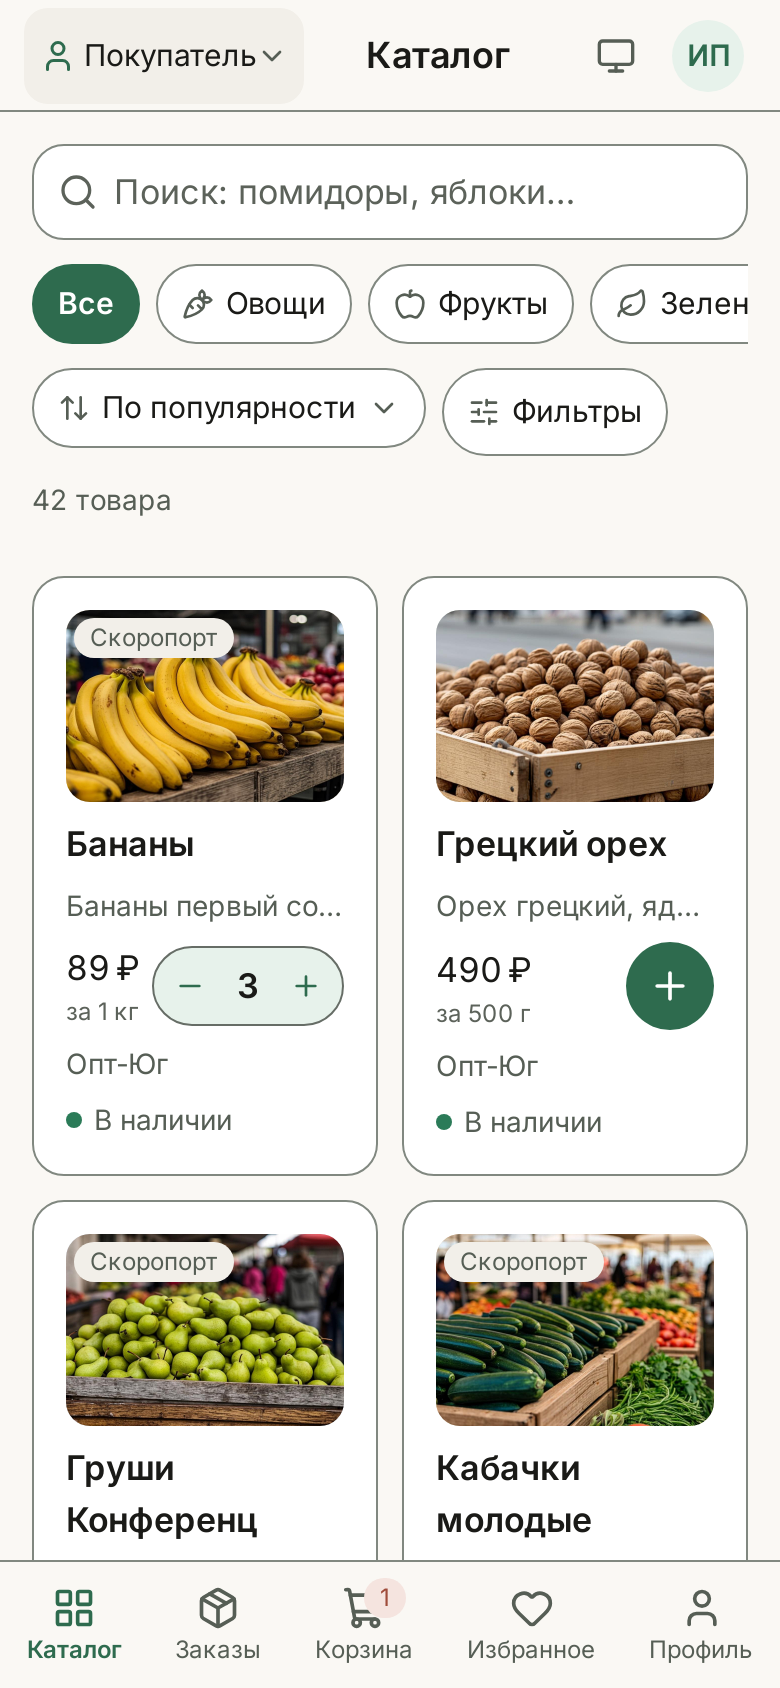 Покупатель
Каталог
ИП
Поиск: помидоры, яблоки...
Все
Овощи
Фрукты
Зелен
По популярности
Фильтры
42 товара
Скоропорт
Бананы
Бананы первый со...
89 ₽
за 1 кг
3
Опт-Юг
В наличии
Грецкий орех
Орех грецкий, яд...
490 ₽
за 500 г
Опт-Юг
В наличии
Скоропорт
Груши
Конференц
Скоропорт
Кабачки
молодые
Каталог
Заказы
1
Корзина
Избранное
Профиль